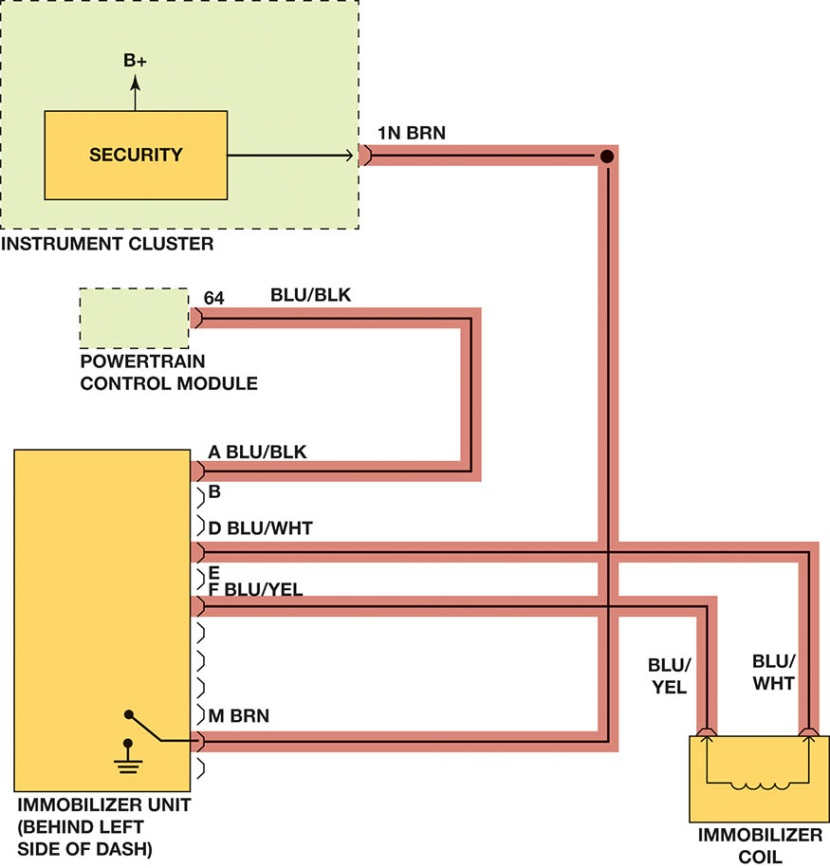 B+
SECURITY
1N BRN
INSTRUMENT CLUSTER
64
BLU/BLK
POWERTRAIN
CONTROL MODULE
A BLU/BLK
B
D BLU/WHT
E
F BLU/YEL
BLU/
YEL
BLU/
WHT
M BRN
IMMOBILIZER UNIT
(BEHIND LEFT
SIDE OF DASH)
IMMOBILIZER
COIL